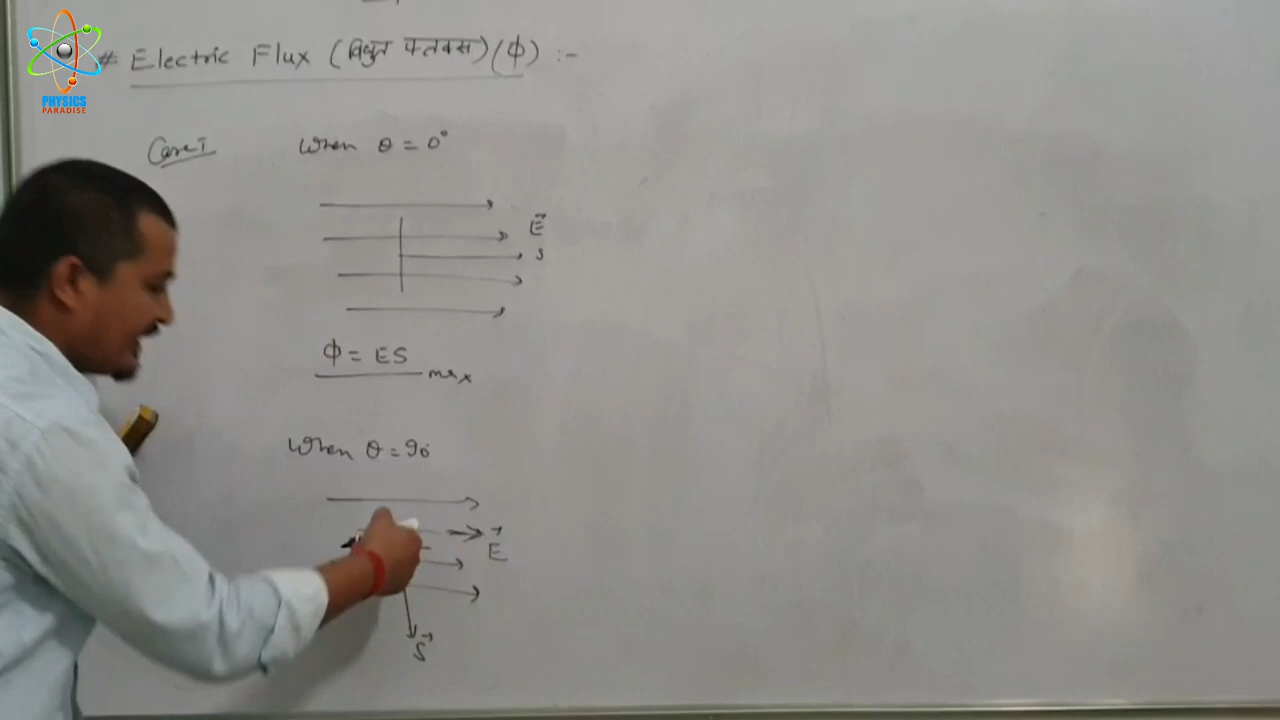 PHYSICS
PARADISE
# Electric Flux (विधुत फ्लक्स) (Φ) :-
Case I When θ = 0°
E⃗
S
Φ = ES max
When θ = 90°
E⃗
S⃗